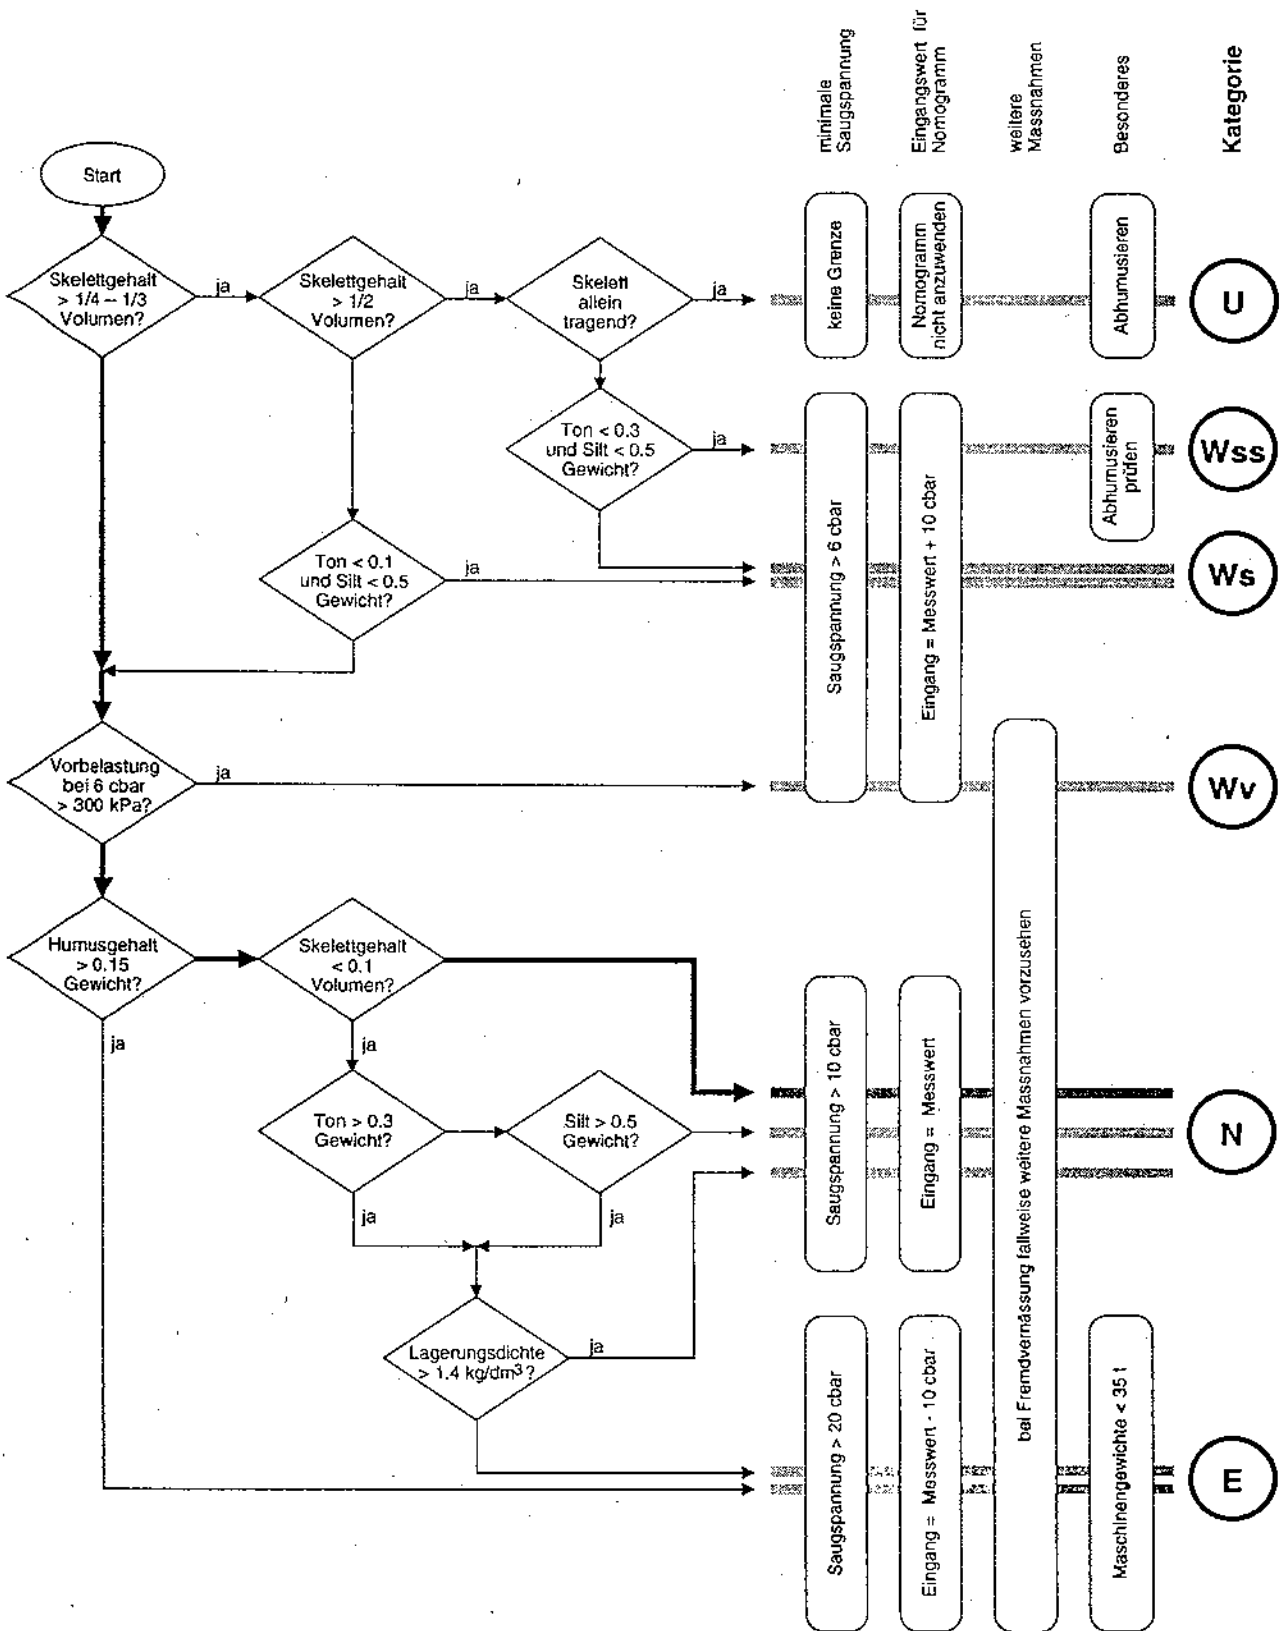 minimale
Saugspannung
Eingangswert für
Nomogramm
weitere
Massnahmen
Besonderes
Kategorie
Start
Skelettgehalt
> 1/4 – 1/3
Volumen?
ja
Skelettgehalt
> 1/2
Volumen?
ja
Skelett
allein
tragend?
ja
keine Grenze
Nomogramm
nicht anzuwenden
Abhumusieren
U
Ton < 0.3
und Silt < 0.5
Gewicht?
ja
Abhumusieren
prüfen
Wss
Ton < 0.1
und Silt < 0.5
Gewicht?
ja
Saugspannung > 6 cbar
Eingang = Messwert + 10 cbar
Ws
Vorbelastung
bei 6 cbar
> 300 kPa?
ja
Wv
Humusgehalt
> 0.15
Gewicht?
ja
Skelettgehalt
< 0.1
Volumen?
ja
Ton > 0.3
Gewicht?
ja
Silt > 0.5
Gewicht?
ja
Saugspannung > 10 cbar
Eingang = Messwert
bei Fremdvernässung fallweise weitere Massnahmen vorzusehen
N
Lagerungsdichte
> 1.4 kg/dm³?
ja
Saugspannung > 20 cbar
Eingang = Messwert - 10 cbar
Maschinengewichte < 35 t
E